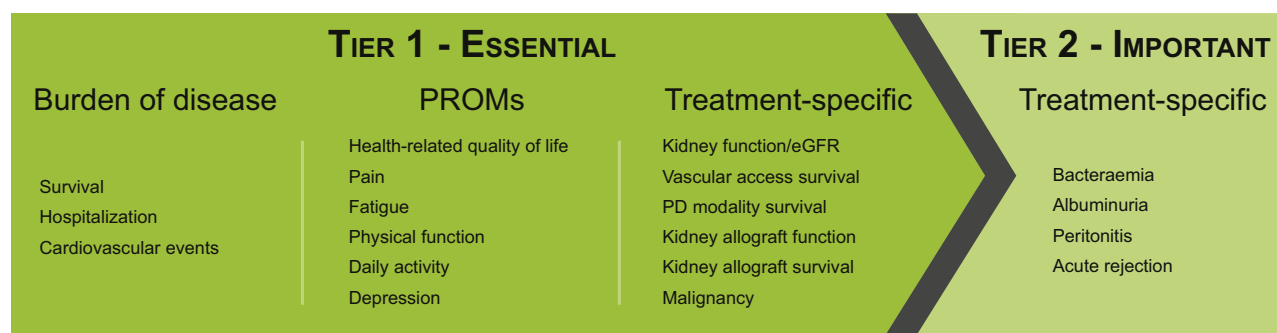 TIER 1 - ESSENTIAL
Burden of disease
Survival
Hospitalization
Cardiovascular events
PROMs
Health-related quality of life
Pain
Fatigue
Physical function
Daily activity
Depression
Treatment-specific
Kidney function/eGFR
Vascular access survival
PD modality survival
Kidney allograft function
Kidney allograft survival
Malignancy
TIER 2 - IMPORTANT
Treatment-specific
Bacteraemia
Albuminuria
Peritonitis
Acute rejection